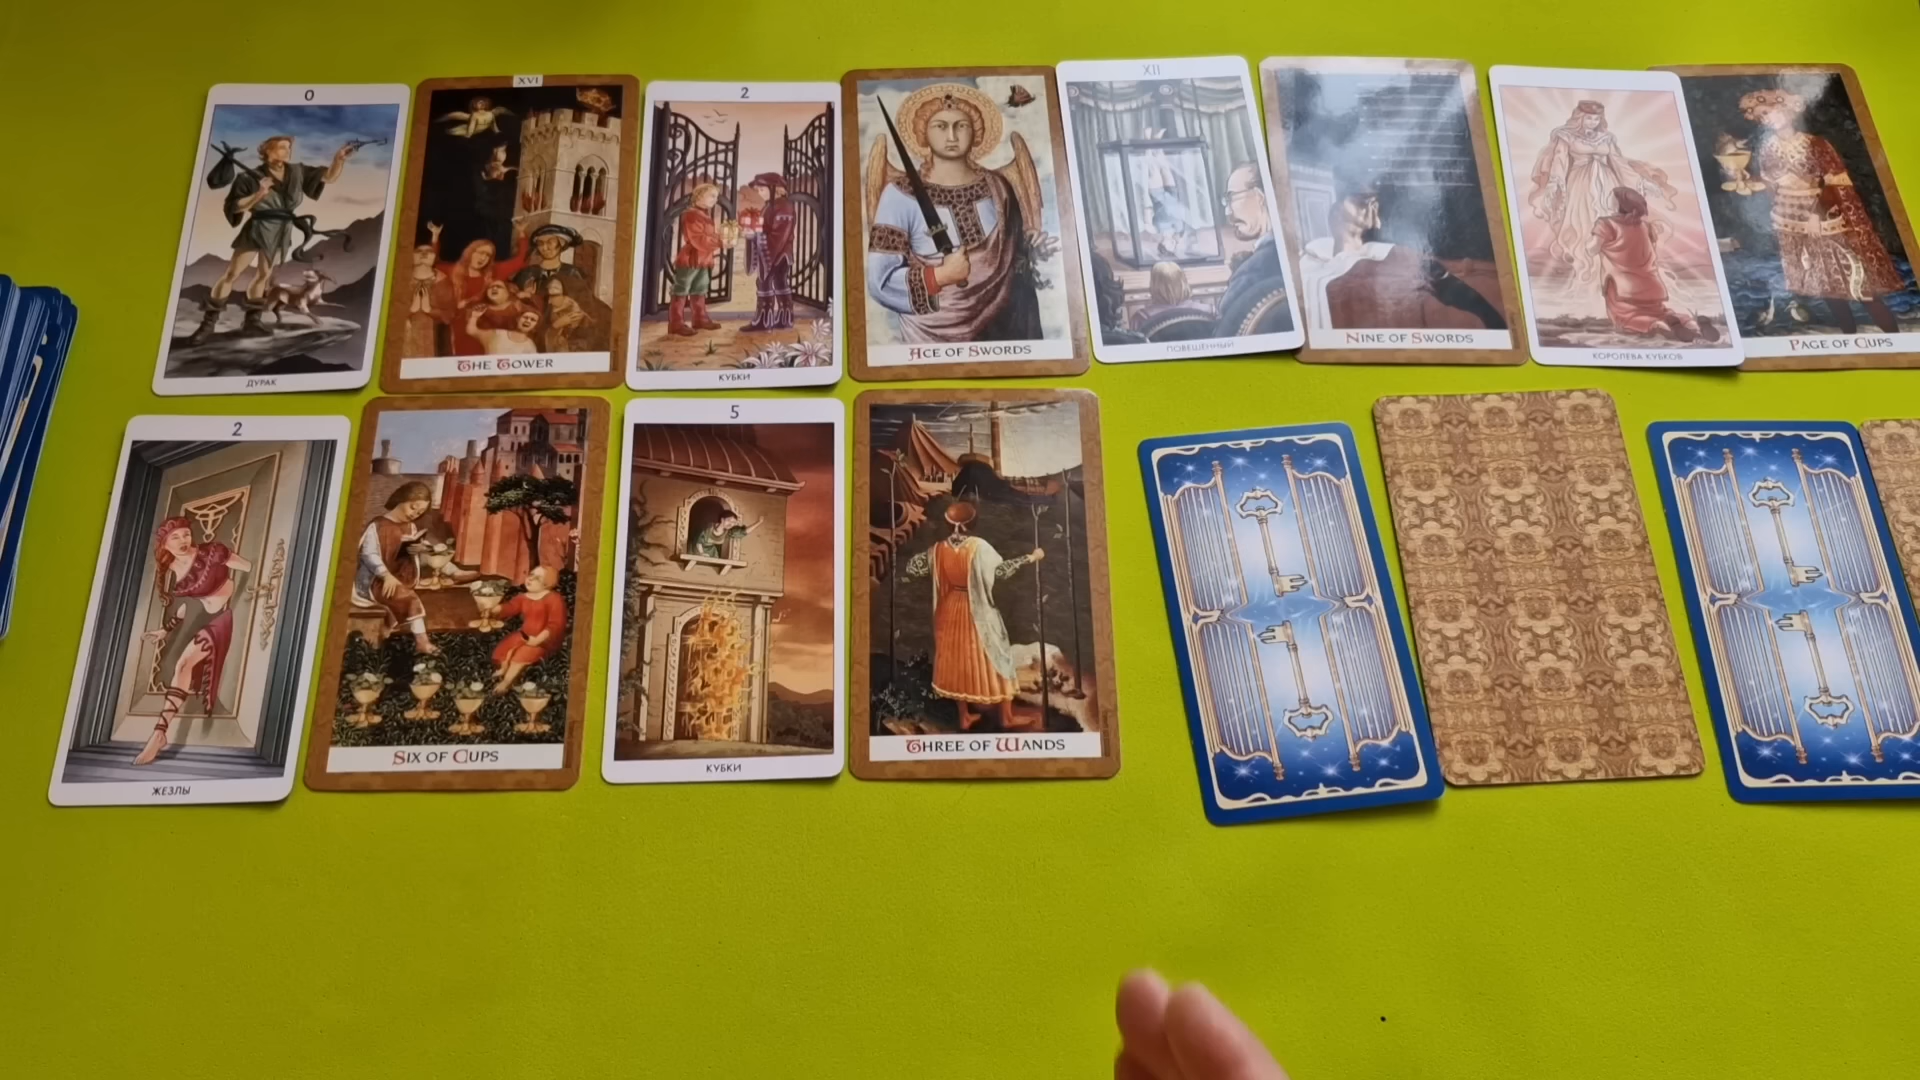 0
ДУРАК
XVI
THE TOWER
2
КУБКИ
ACE OF SWORDS
XII
ПОВЕШЕННЫЙ
NINE OF SWORDS
КОРОЛЕВА КУБКОВ
PAGE OF CUPS
2
ЖЕЗЛЫ
SIX OF CUPS
5
КУБКИ
THREE OF WANDS